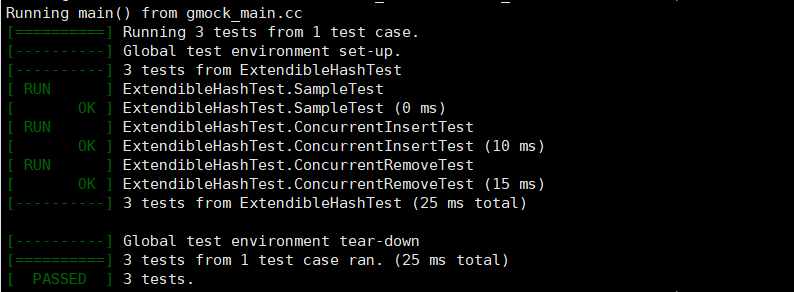 Running main() from gmock_main.cc
[==========] Running 3 tests from 1 test case.
[----------] Global test environment set-up.
[----------] 3 tests from ExtendibleHashTest
[ RUN      ] ExtendibleHashTest.SampleTest
[       OK ] ExtendibleHashTest.SampleTest (0 ms)
[ RUN      ] ExtendibleHashTest.ConcurrentInsertTest
[       OK ] ExtendibleHashTest.ConcurrentInsertTest (10 ms)
[ RUN      ] ExtendibleHashTest.ConcurrentRemoveTest
[       OK ] ExtendibleHashTest.ConcurrentRemoveTest (15 ms)
[----------] 3 tests from ExtendibleHashTest (25 ms total)
[----------] Global test environment tear-down
[==========] 3 tests from 1 test case ran. (25 ms total)
[  PASSED  ] 3 tests.